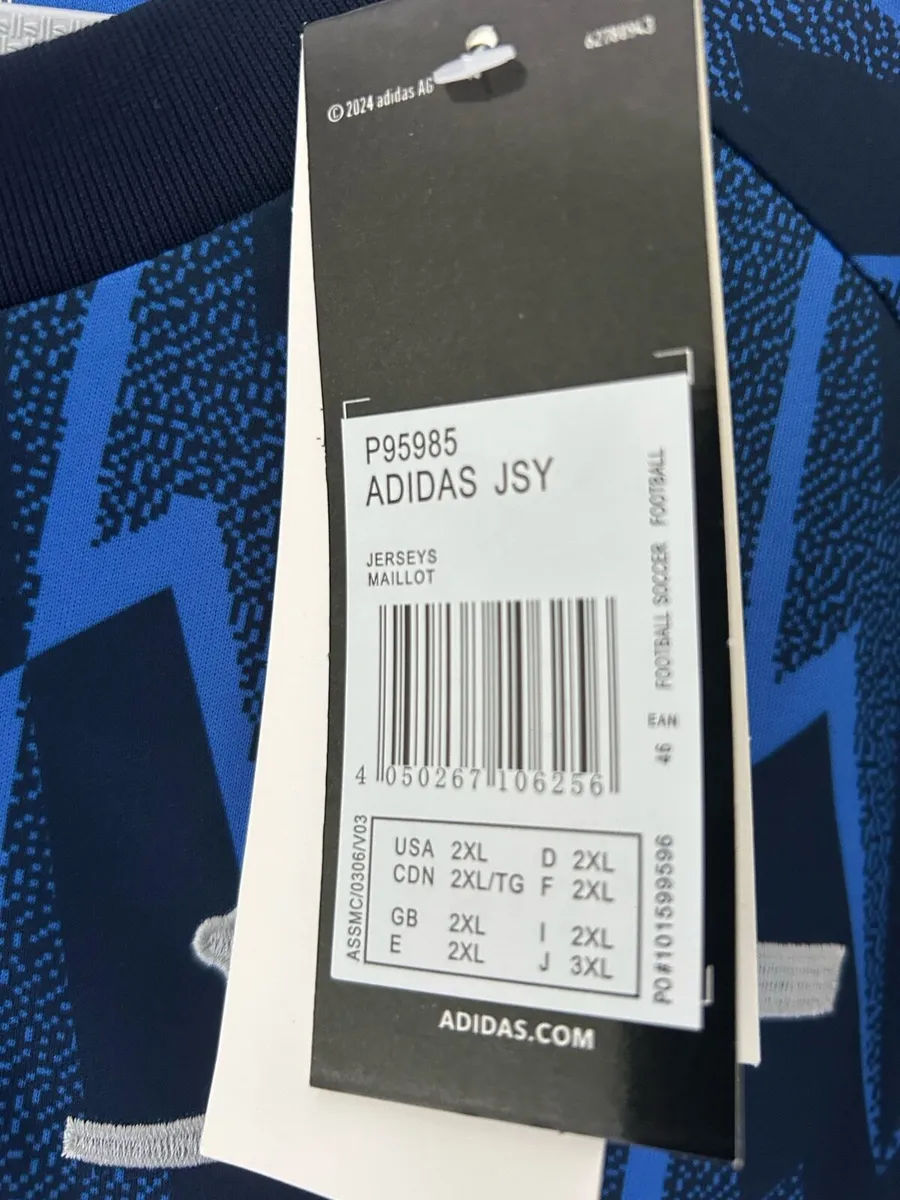 © 2024 adidas AG
62780943
P95985
ADIDAS JSY
JERSEYS
MAILLOT
4 050267 106256
FOOTBALL SOCCER FOOTBALL
EAN
46
ASSMC/0306/V03
USA 2XL D 2XL
CDN 2XL/TG F 2XL
GB 2XL I 2XL
E 2XL J 3XL
PO#101599596
ADIDAS.COM